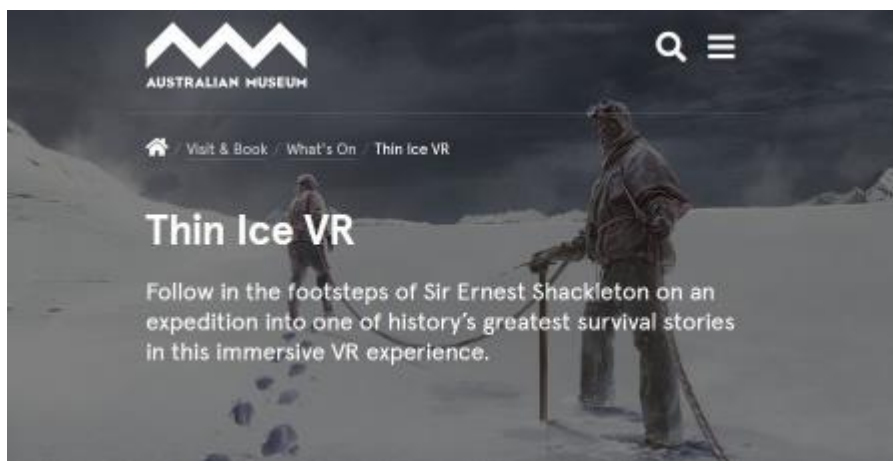 AUSTRALIAN MUSEUM
/ Visit & Book / What's On / Thin Ice VR
Thin Ice VR
Follow in the footsteps of Sir Ernest Shackleton on an
expedition into one of history's greatest survival stories
in this immersive VR experience.